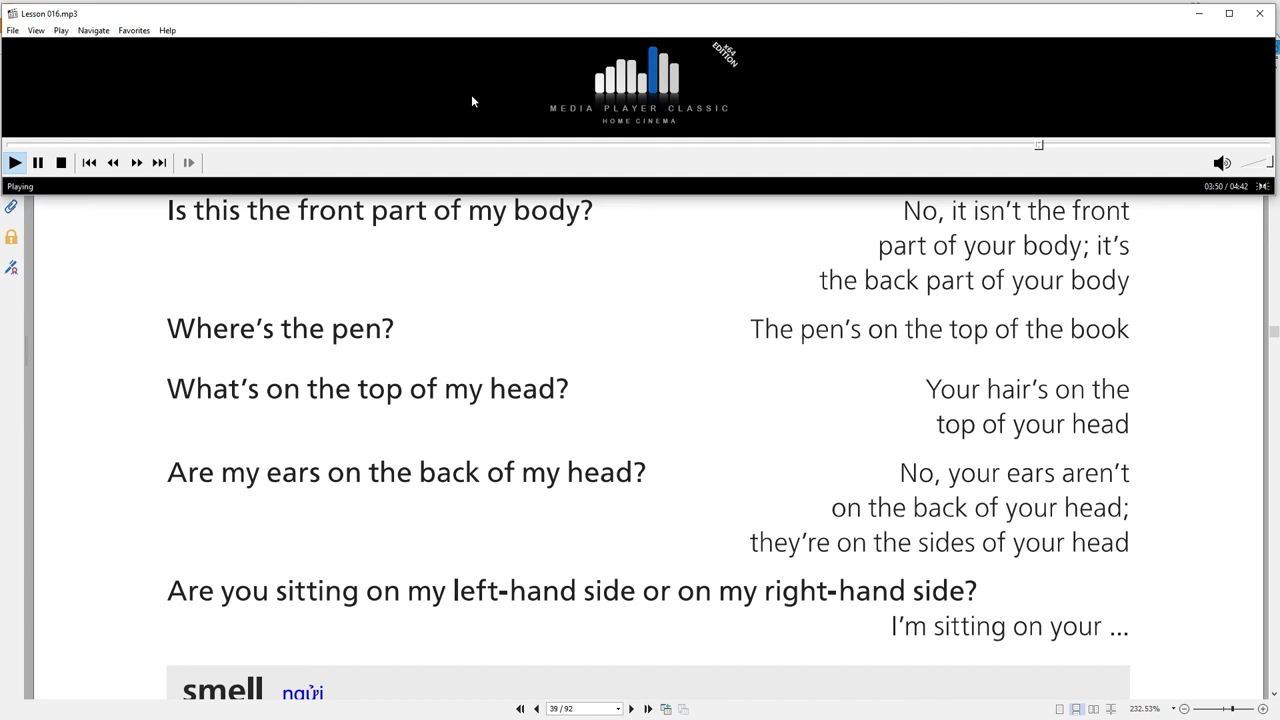 Lesson 016.mp3
File View Play Navigate Favorites Help
x64 EDITION
MEDIA PLAYER CLASSIC
HOME CINEMA
Playing
03:50 / 04:42
Is this the front part of my body?
No, it isn't the front
part of your body; it's
the back part of your body
Where's the pen?
The pen's on the top of the book
What's on the top of my head?
Your hair's on the
top of your head
Are my ears on the back of my head?
No, your ears aren't
on the back of your head;
they're on the sides of your head
Are you sitting on my left-hand side or on my right-hand side?
I'm sitting on your ...
smell ngửi
39 / 92
232.53%